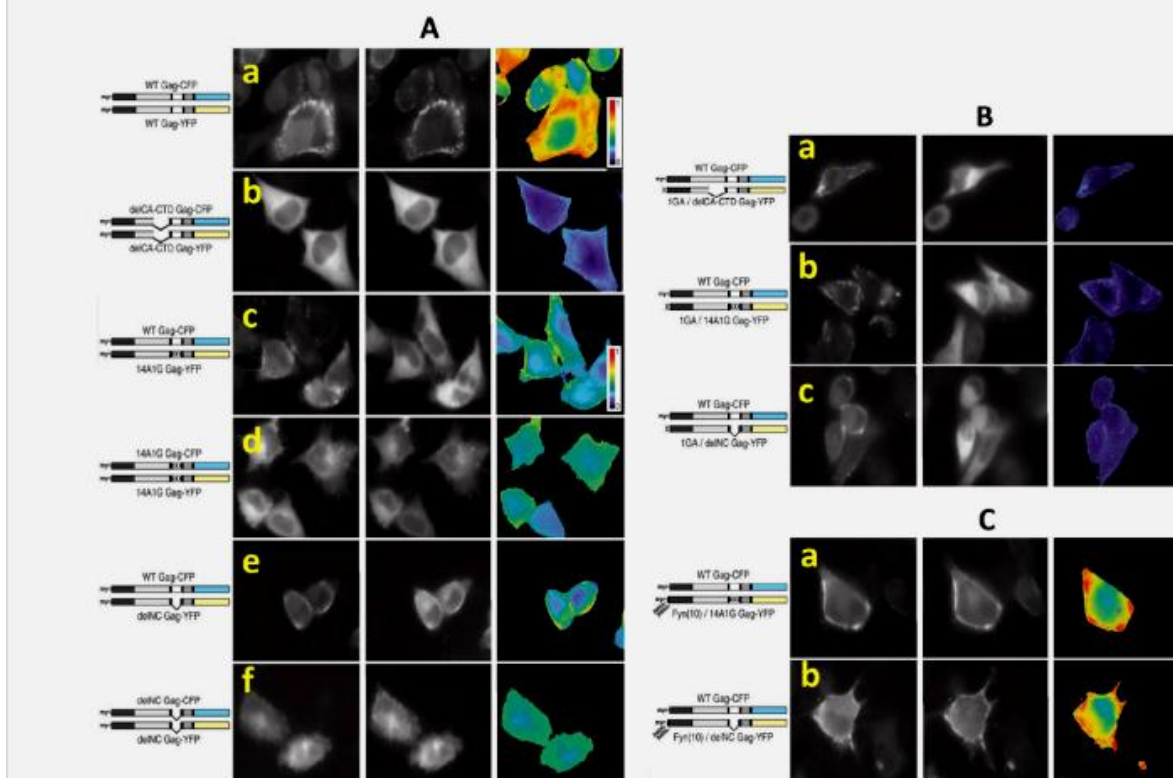 A
a
WT Gag-CFP
WT Gag-YFP
b
delCA-CTD Gag-CFP
delCA-CTD Gag-YFP
c
WT Gag-CFP
14A1G Gag-YFP
d
14A1G Gag-CFP
14A1G Gag-YFP
e
WT Gag-CFP
delNC Gag-YFP
f
delNC Gag-CFP
delNC Gag-YFP
B
a
WT Gag-CFP
1GA / delCA-CTD Gag-YFP
b
WT Gag-CFP
1GA / 14A1G Gag-YFP
c
WT Gag-CFP
1GA / delNC Gag-YFP
C
a
WT Gag-CFP
Fyn(10) / 14A1G Gag-YFP
b
WT Gag-CFP
Fyn(10) / delNC Gag-YFP